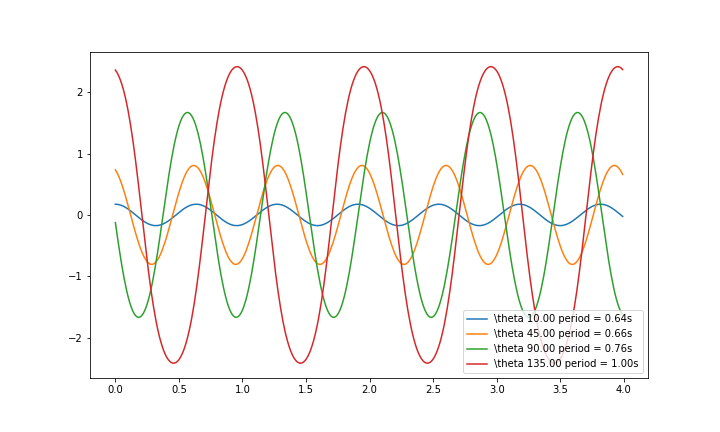 2
1
0
−1
−2
0.0 0.5 1.0 1.5 2.0 2.5 3.0 3.5 4.0
\theta 10.00 period = 0.64s
\theta 45.00 period = 0.66s
\theta 90.00 period = 0.76s
\theta 135.00 period = 1.00s